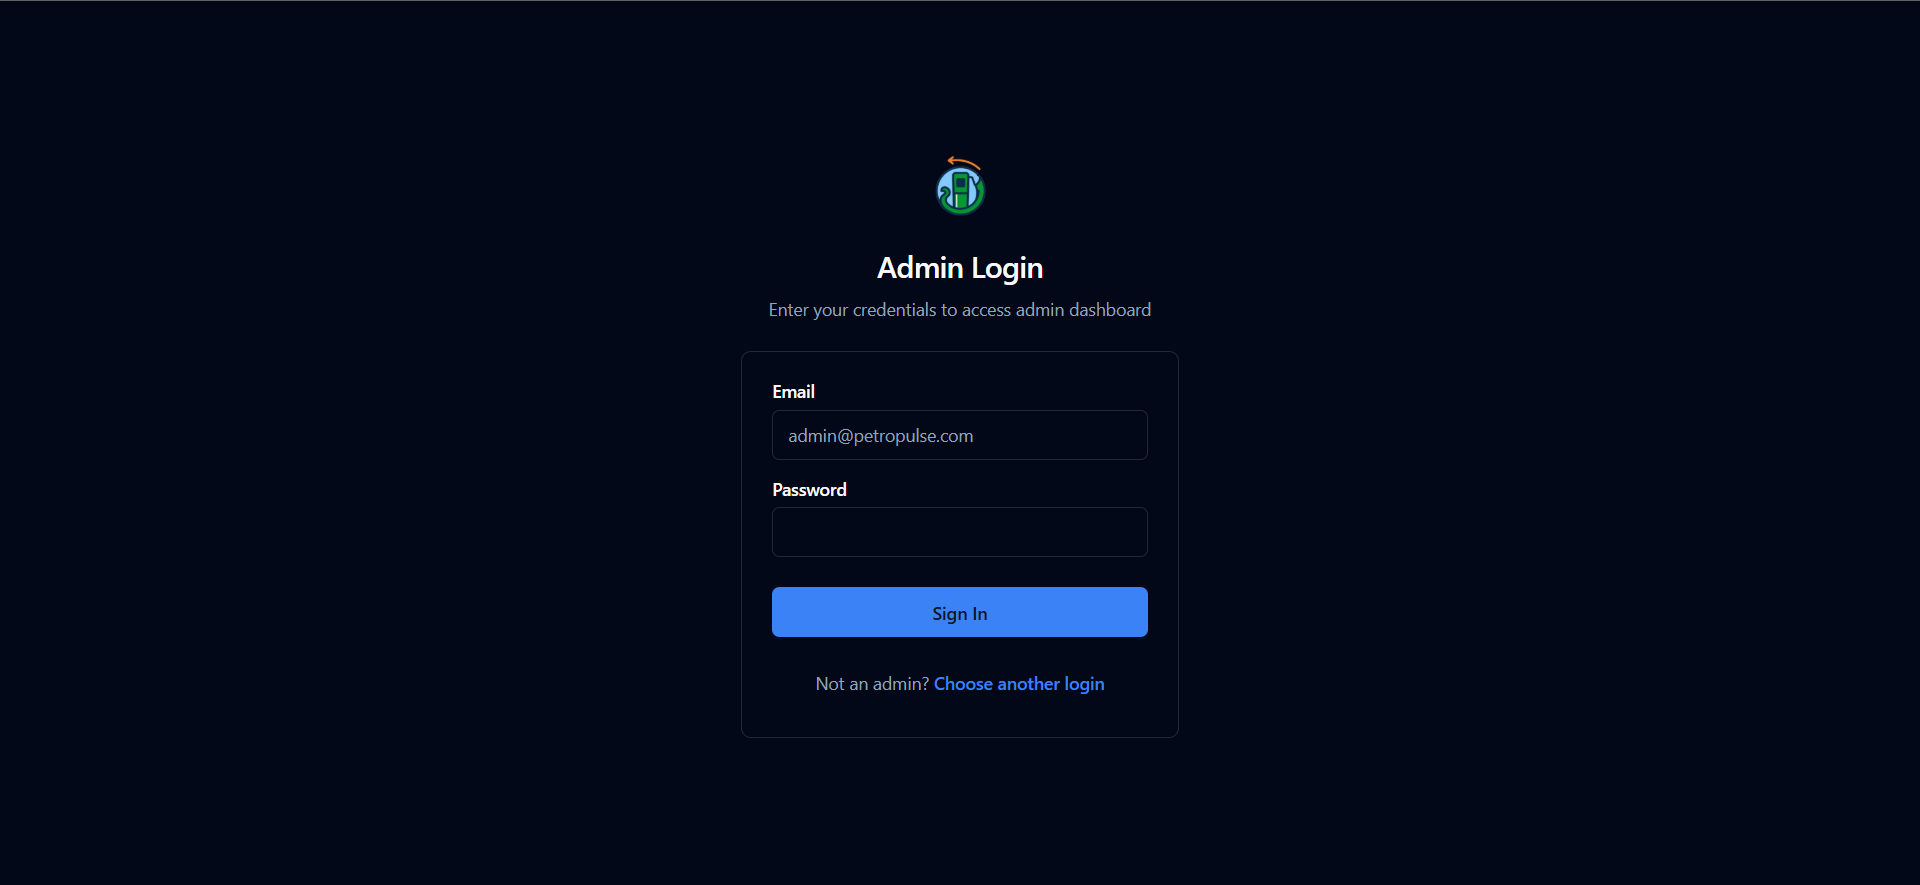 Admin Login
Enter your credentials to access admin dashboard
Email
admin@petropulse.com
Password
Sign In
Not an admin? Choose another login